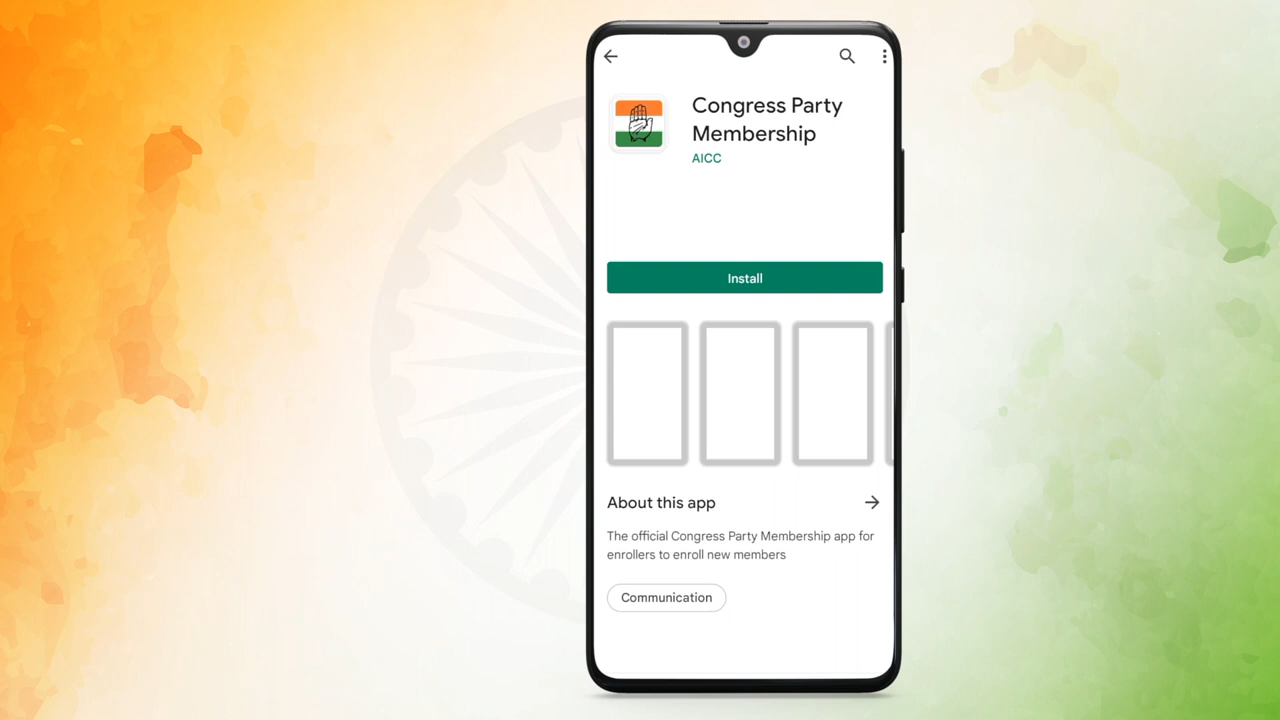 Congress Party
Membership
AICC
Install
About this app
The official Congress Party Membership app for
enrollers to enroll new members
Communication